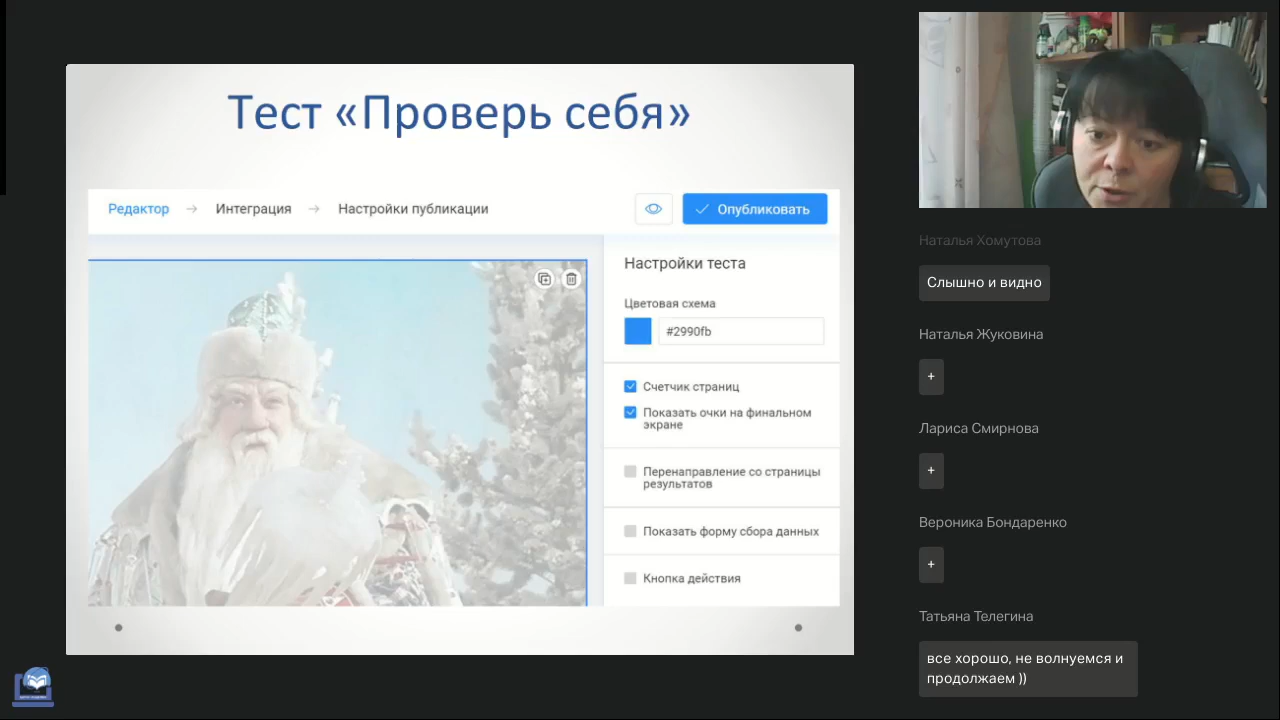 Тест «Проверь себя»
Редактор → Интеграция → Настройки публикации
Опубликовать
Настройки теста
Цветовая схема
#2990fb
Счетчик страниц
Показать очки на финальном
экране
Перенаправление со страницы
результатов
Показать форму сбора данных
Кнопка действия
Наталья Хомутова
Слышно и видно
Наталья Жуковина
+
Лариса Смирнова
+
Вероника Бондаренко
+
Татьяна Телегина
все хорошо, не волнуемся и
продолжаем ))